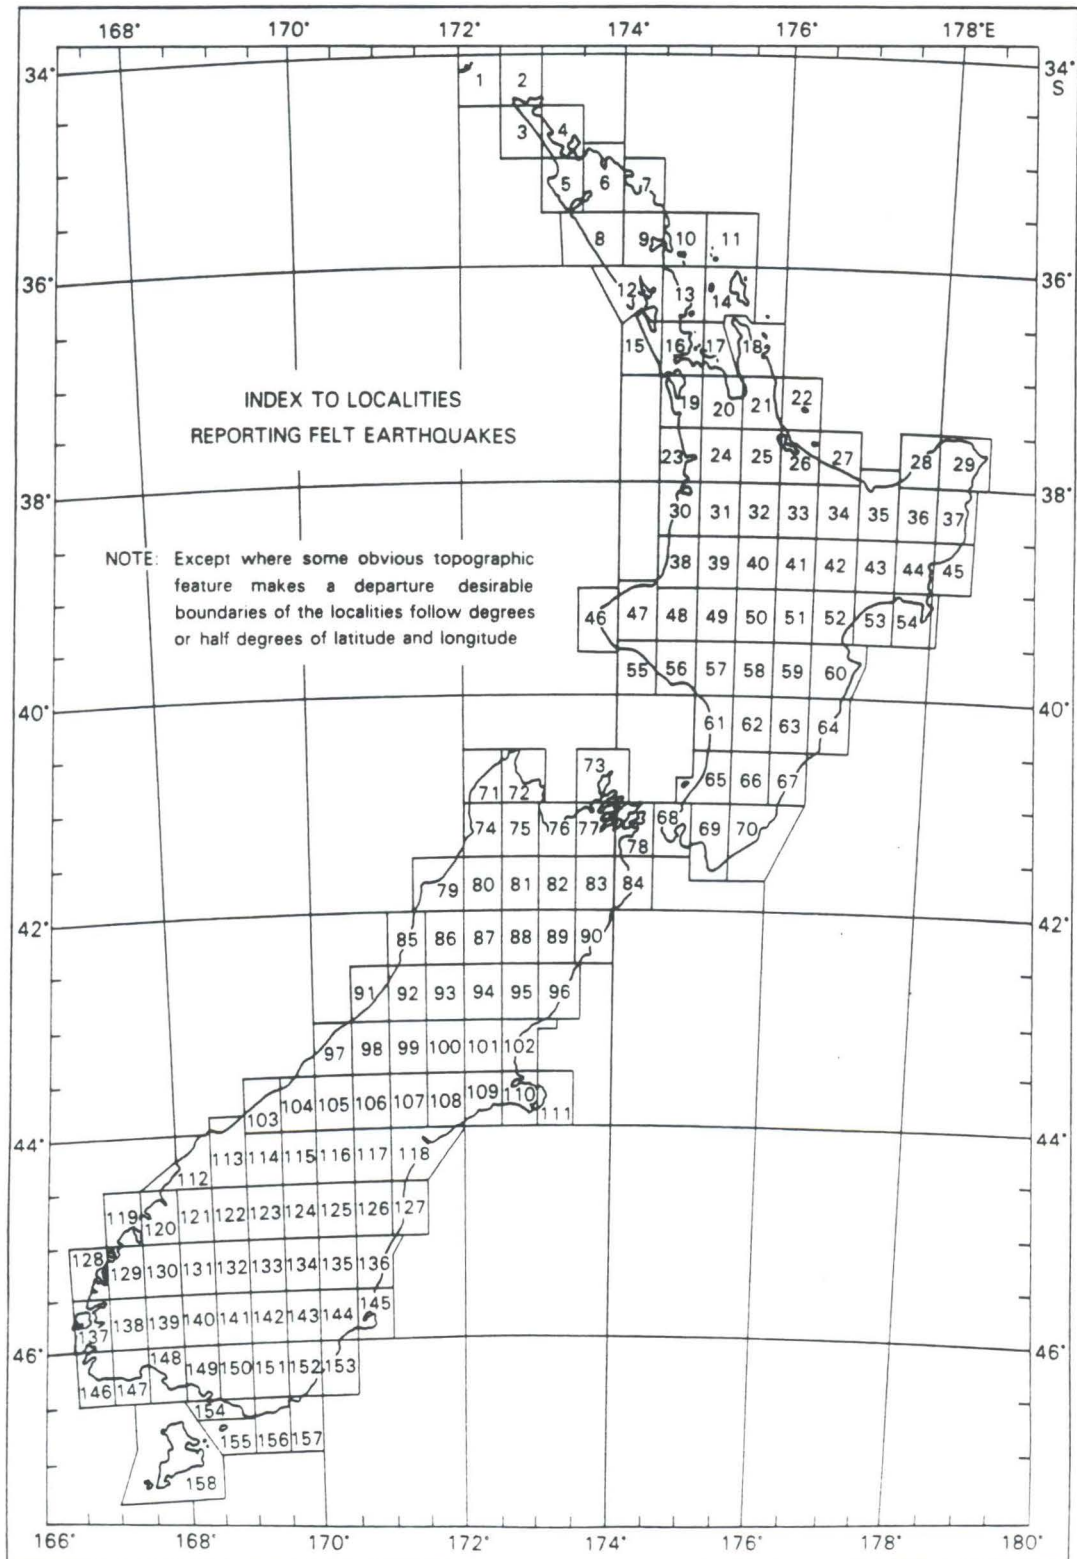 168° 170° 172° 174° 176° 178°E
34° 34°
S
1 2
3 4
5 6 7
8 9 10 11
36° 36°
12 13 14
15 16 17 18
INDEX TO LOCALITIES
REPORTING FELT EARTHQUAKES
19 20 21 22
23 24 25 26 27 28 29
38° 38°
30 31 32 33 34 35 36 37
NOTE: Except where some obvious topographic
feature makes a departure desirable
boundaries of the localities follow degrees
or half degrees of latitude and longitude
38 39 40 41 42 43 44 45
46 47 48 49 50 51 52 53 54
55 56 57 58 59 60
40° 40°
61 62 63 64
71 72 73 65 66 67
74 75 76 77 78 68 69 70
79 80 81 82 83 84
42° 42°
85 86 87 88 89 90
91 92 93 94 95 96
97 98 99 100 101 102
103 104 105 106 107 108 109 110 111
44° 44°
112 113 114 115 116 117 118
119 120 121 122 123 124 125 126 127
128 129 130 131 132 133 134 135 136
137 138 139 140 141 142 143 144 145
46° 46°
146 147 148 149 150 151 152 153
154
155 156 157
158
166° 168° 170° 172° 174° 176° 178° 180°